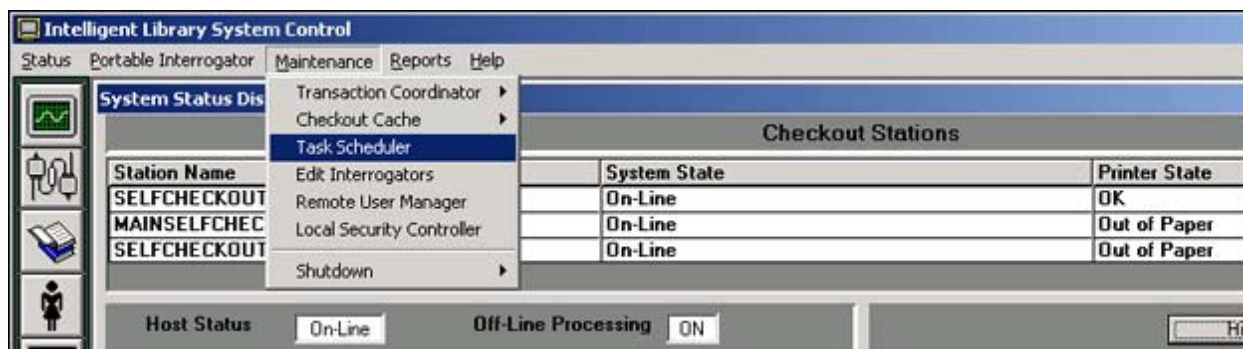 Intelligent Library System Control
Status Portable Interrogator Maintenance Reports Help
System Status Dis
Transaction Coordinator
Checkout Cache
Task Scheduler
Edit Interrogators
Remote User Manager
Local Security Controller
Shutdown
Checkout Stations
Station Name System State Printer State
SELFCHECKOUT On-Line OK
MAINSELFCHEC On-Line Out of Paper
SELFCHECKOUT On-Line Out of Paper
Host Status On-Line Off-Line Processing ON Hi